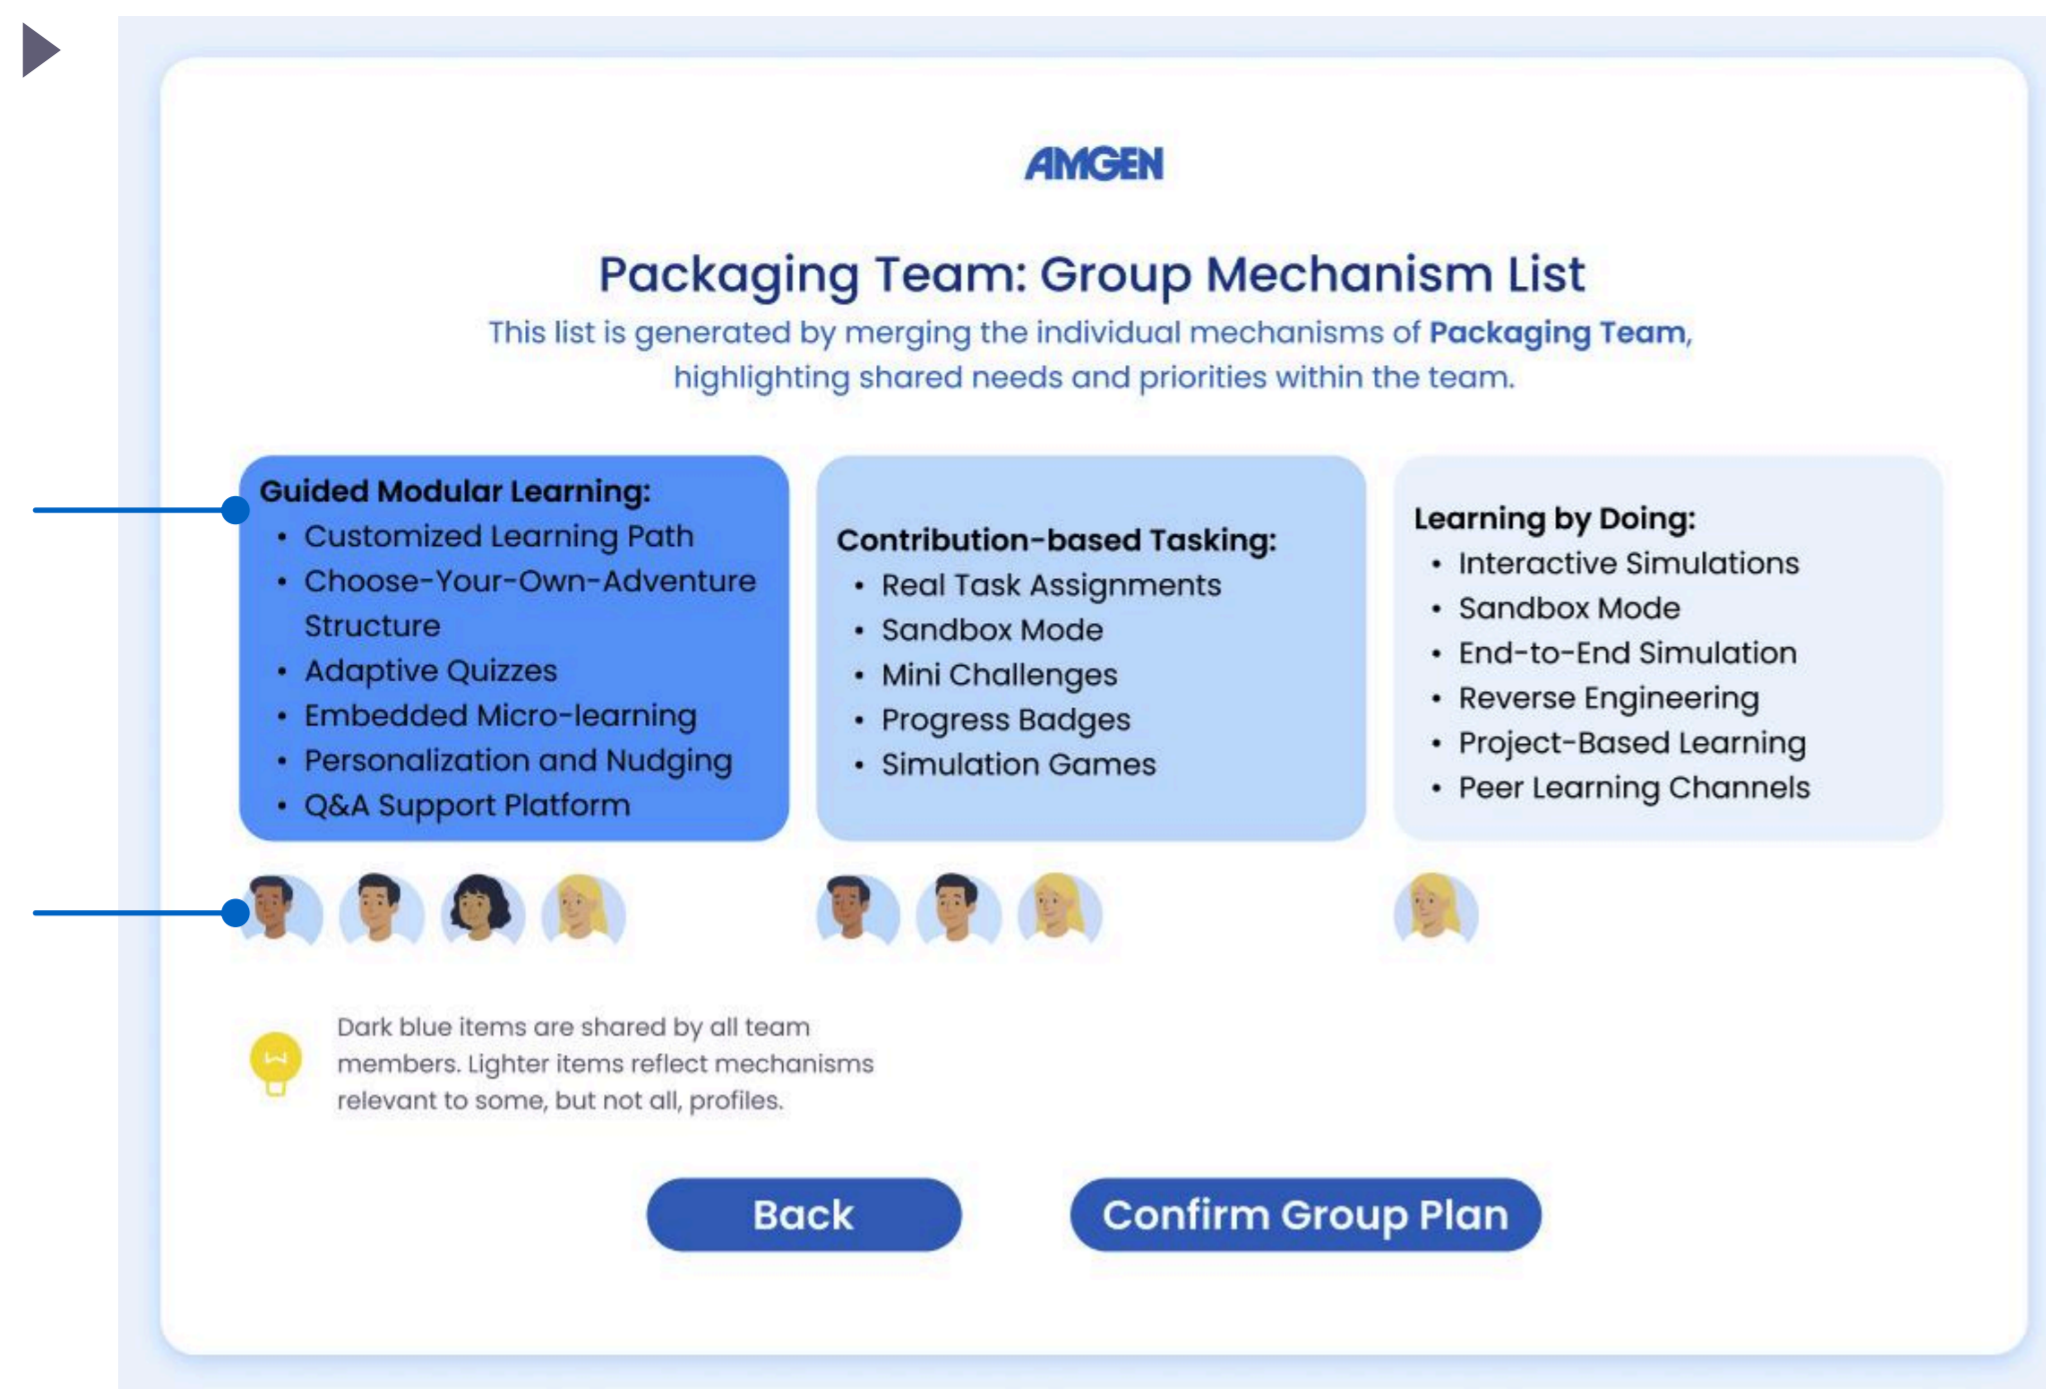 AMGEN
Packaging Team: Group Mechanism List
This list is generated by merging the individual mechanisms of Packaging Team,
highlighting shared needs and priorities within the team.
Guided Modular Learning:
• Customized Learning Path
• Choose-Your-Own-Adventure
Structure
• Adaptive Quizzes
• Embedded Micro-learning
• Personalization and Nudging
• Q&A Support Platform
Contribution-based Tasking:
• Real Task Assignments
• Sandbox Mode
• Mini Challenges
• Progress Badges
• Simulation Games
Learning by Doing:
• Interactive Simulations
• Sandbox Mode
• End-to-End Simulation
• Reverse Engineering
• Project-Based Learning
• Peer Learning Channels
Dark blue items are shared by all team
members. Lighter items reflect mechanisms
relevant to some, but not all, profiles.
Back
Confirm Group Plan